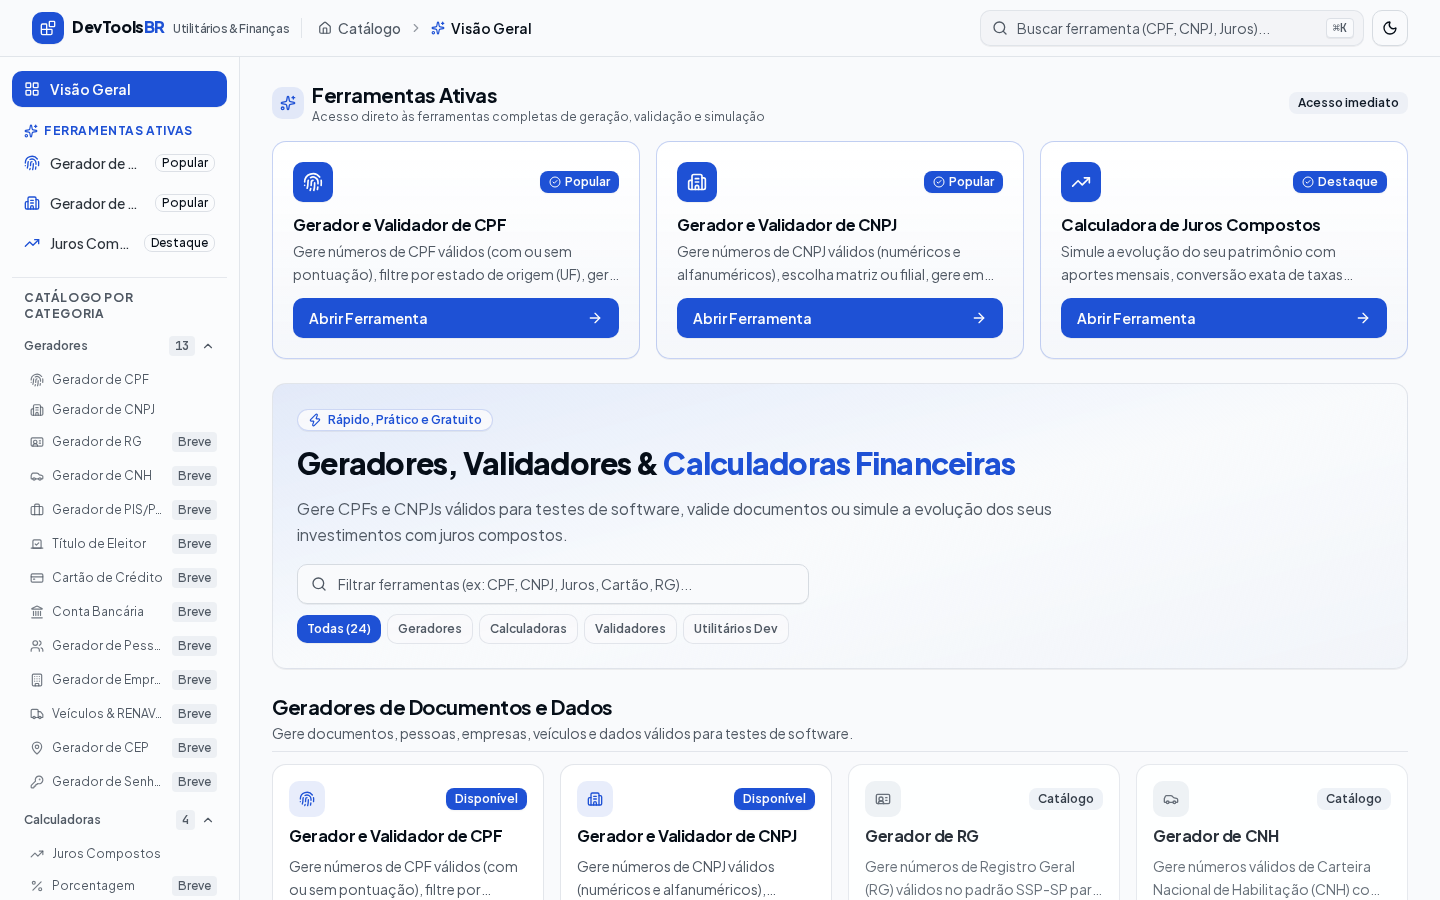 DevToolsBR Utilitários & Finanças
Catálogo > Visão Geral
Buscar ferramenta (CPF, CNPJ, Juros)... ⌘K
Visão Geral
FERRAMENTAS ATIVAS
Gerador de ... Popular
Gerador de ... Popular
Juros Com... Destaque
CATÁLOGO POR
CATEGORIA
Geradores 13
Gerador de CPF
Gerador de CNPJ
Gerador de RG Breve
Gerador de CNH Breve
Gerador de PIS/P... Breve
Título de Eleitor Breve
Cartão de Crédito Breve
Conta Bancária Breve
Gerador de Pess... Breve
Gerador de Empr... Breve
Veículos & RENAV... Breve
Gerador de CEP Breve
Gerador de Senh... Breve
Calculadoras 4
Juros Compostos
Porcentagem Breve
Ferramentas Ativas
Acesso direto às ferramentas completas de geração, validação e simulação
Acesso imediato
Popular
Gerador e Validador de CPF
Gere números de CPF válidos (com ou sem
pontuação), filtre por estado de origem (UF), ger...
Abrir Ferramenta
Popular
Gerador e Validador de CNPJ
Gere números de CNPJ válidos (numéricos e
alfanuméricos), escolha matriz ou filial, gere em...
Abrir Ferramenta
Destaque
Calculadora de Juros Compostos
Simule a evolução do seu patrimônio com
aportes mensais, conversão exata de taxas...
Abrir Ferramenta
Rápido, Prático e Gratuito
Geradores, Validadores & Calculadoras Financeiras
Gere CPFs e CNPJs válidos para testes de software, valide documentos ou simule a evolução dos seus
investimentos com juros compostos.
Filtrar ferramentas (ex: CPF, CNPJ, Juros, Cartão, RG)...
Todas (24) Geradores Calculadoras Validadores Utilitários Dev
Geradores de Documentos e Dados
Gere documentos, pessoas, empresas, veículos e dados válidos para testes de software.
Disponível
Gerador e Validador de CPF
Gere números de CPF válidos (com
ou sem pontuação), filtre por...
Disponível
Gerador e Validador de CNPJ
Gere números de CNPJ válidos
(numéricos e alfanuméricos),...
Catálogo
Gerador de RG
Gere números de Registro Geral
(RG) válidos no padrão SSP-SP par...
Catálogo
Gerador de CNH
Gere números válidos de Carteira
Nacional de Habilitação (CNH) co...